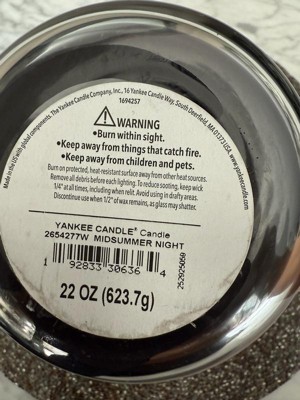 The Yankee Candle Company, Inc., 16 Yankee Candle Way, South Deerfield, MA 01373 USA
www.yankeecandle.com
Made in the US with global components.
1694257
WARNING
•Burn within sight.
•Keep away from things that catch fire.
•Keep away from children and pets.
Burn on protected, heat-resistant surface away from other heat sources.
Remove all debris before each lighting. To reduce sooting, keep wick
1/4" at all times, including when relit. Avoid using in drafty areas.
Discontinue use when 1/2" of wax remains, as glass may shatter.
YANKEE CANDLE® Candle
2654277W MIDSUMMER NIGHT
1 92833 30636 4
252925050
22 OZ (623.7g)